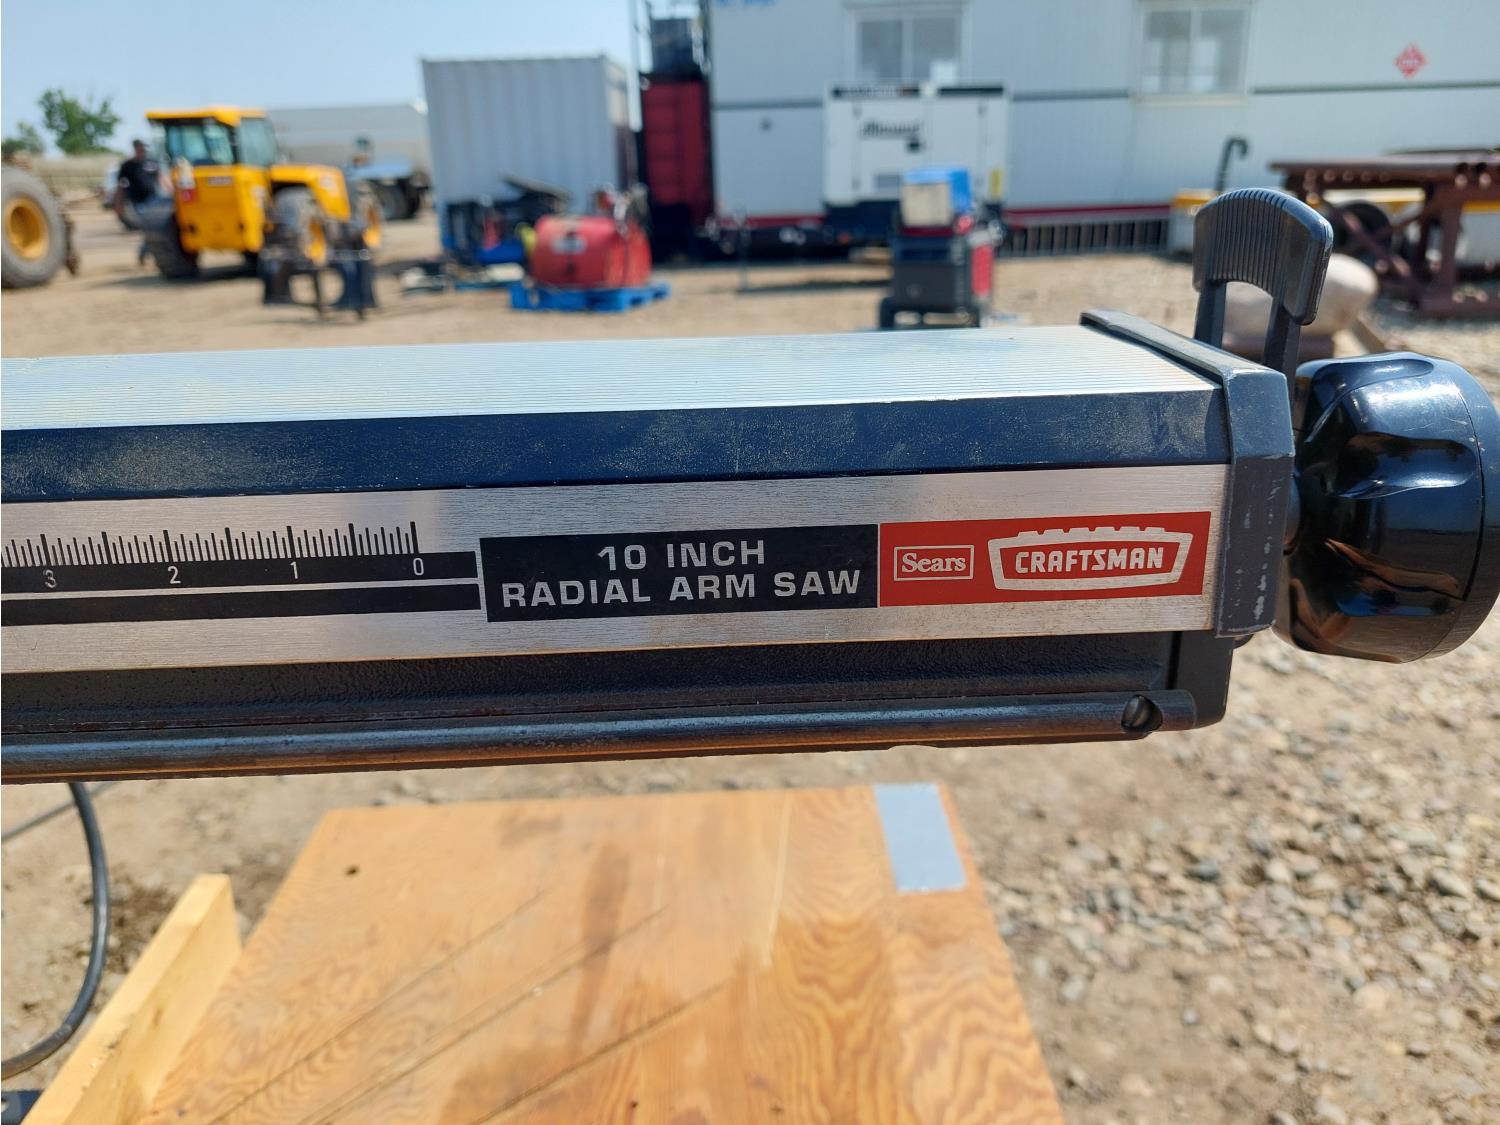 3 2 1 0
10 INCH
RADIAL ARM SAW
Sears
CRAFTSMAN